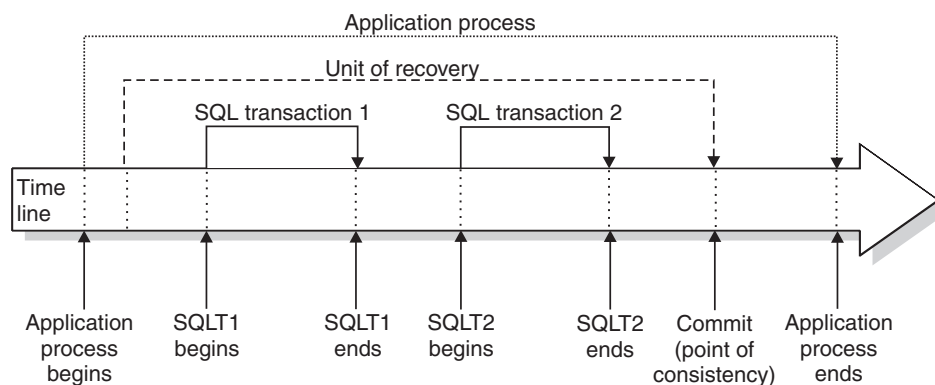 Application process
Unit of recovery
SQL transaction 1
SQL transaction 2
Time
line
Application
process
begins
SQLT1
begins
SQLT1
ends
SQLT2
begins
SQLT2
ends
Commit
(point of
consistency)
Application
process
ends